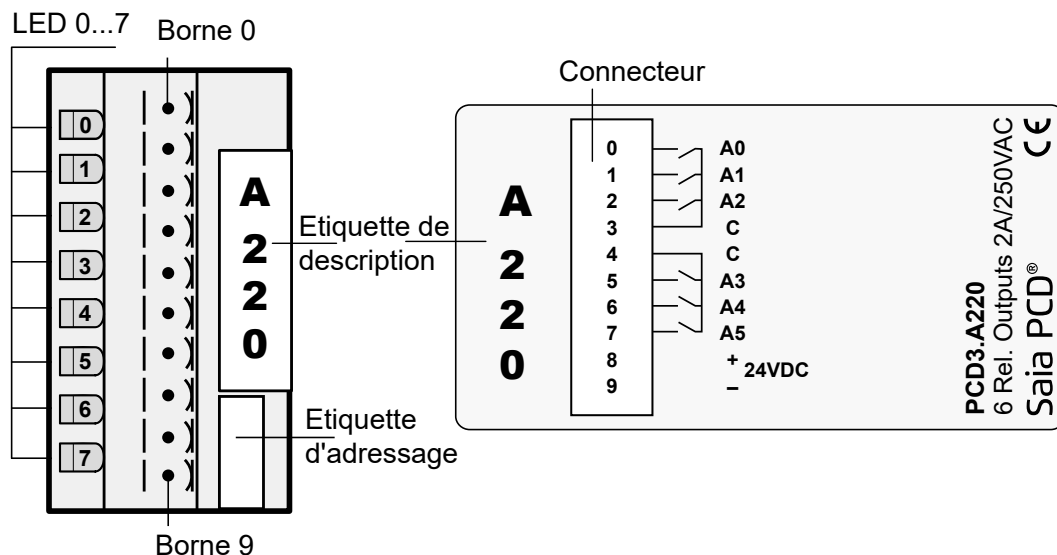 LED 0...7
Borne 0
0
1
2
3
4
5
6
7
A
2
2
0
Borne 9
Etiquette de
description
Etiquette
d'adressage
Connecteur
A
2
2
0
0 A0
1 A1
2 A2
3 C
4 C
5 A3
6 A4
7 A5
8 +
9 –
24VDC
PCD3.A220
6 Rel. Outputs 2A/250VAC
Saia PCD® CE